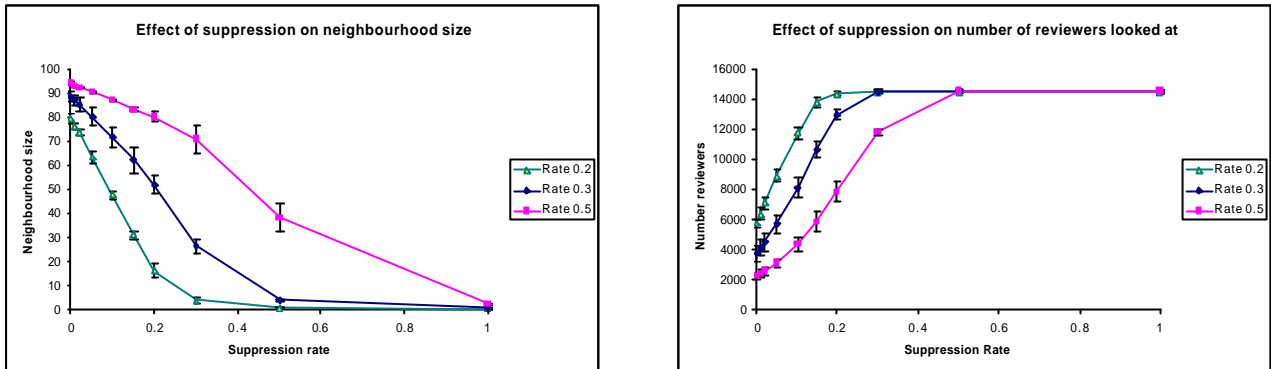 Effect of suppression on neighbourhood size
100
90
80
70
60
50
40
30
20
10
0
Neighbourhood size
0 0.2 0.4 0.6 0.8 1
Suppression rate
Rate 0.2
Rate 0.3
Rate 0.5
Effect of suppression on number of reviewers looked at
16000
14000
12000
10000
8000
6000
4000
2000
0
Number reviewers
0 0.2 0.4 0.6 0.8 1
Suppression Rate
Rate 0.2
Rate 0.3
Rate 0.5